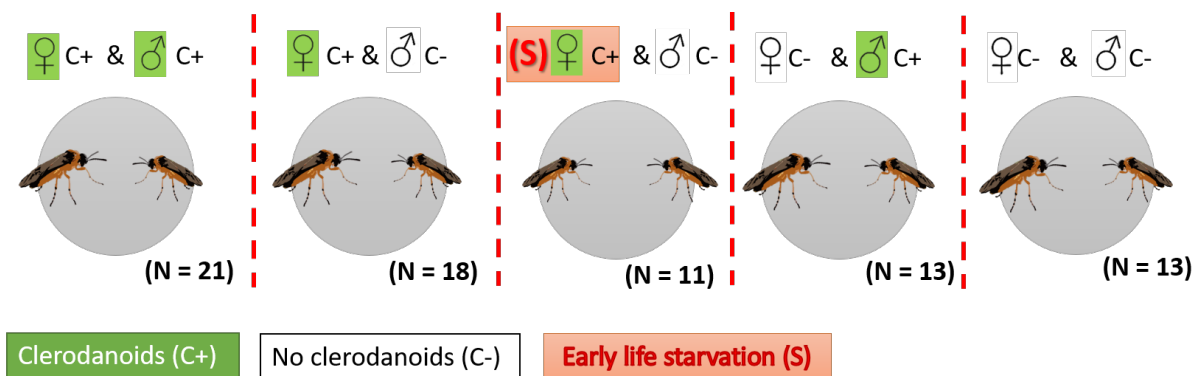 ♀ C+ & ♂ C+
♀ C+ & ♂ C-
(S) ♀ C+ & ♂ C-
♀ C- & ♂ C+
♀ C- & ♂ C-
(N = 21)
(N = 18)
(N = 11)
(N = 13)
(N = 13)
Clerodanoids (C+)
No clerodanoids (C-)
Early life starvation (S)